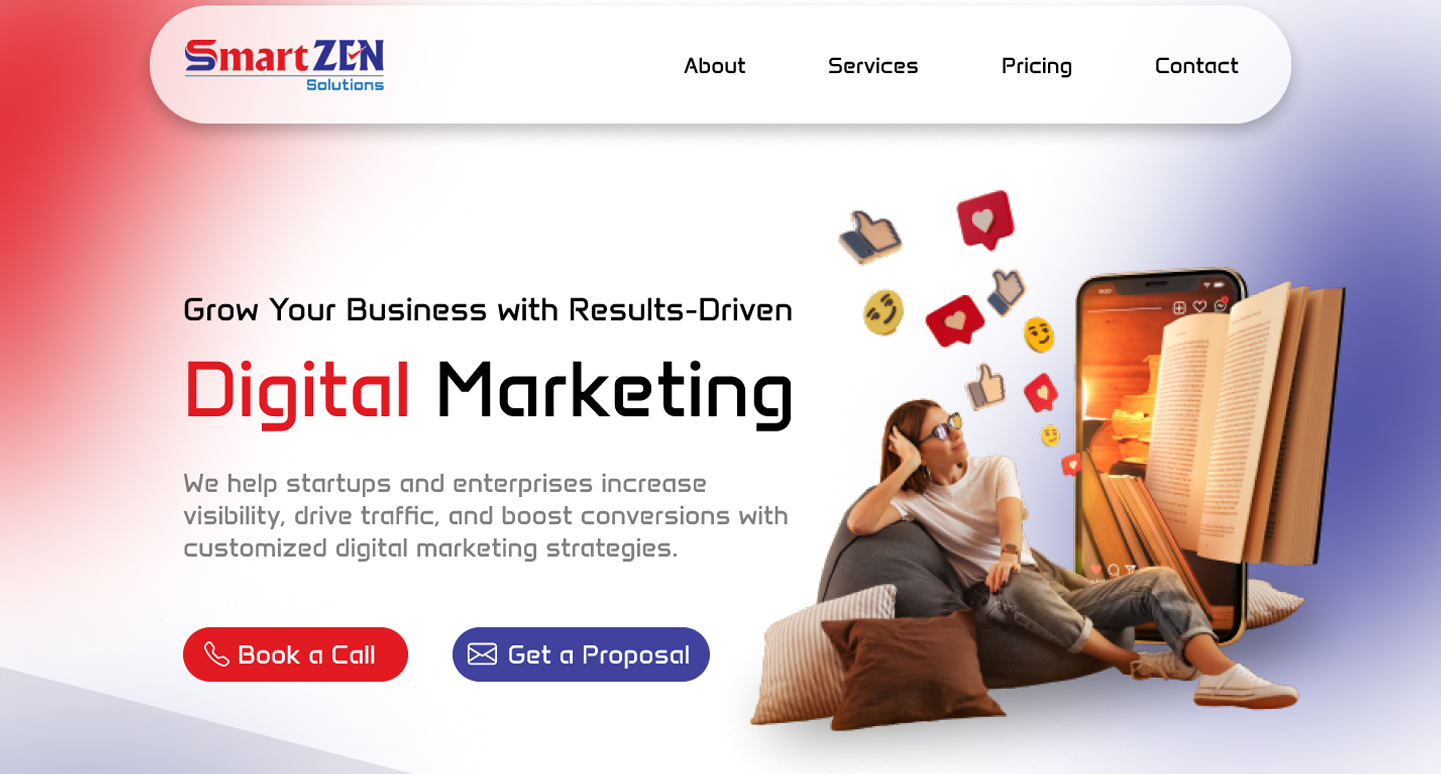 SmartZEN
Solutions
About
Services
Pricing
Contact
Grow Your Business with Results-Driven
Digital Marketing
We help startups and enterprises increase
visibility, drive traffic, and boost conversions with
customized digital marketing strategies.
Book a Call
Get a Proposal